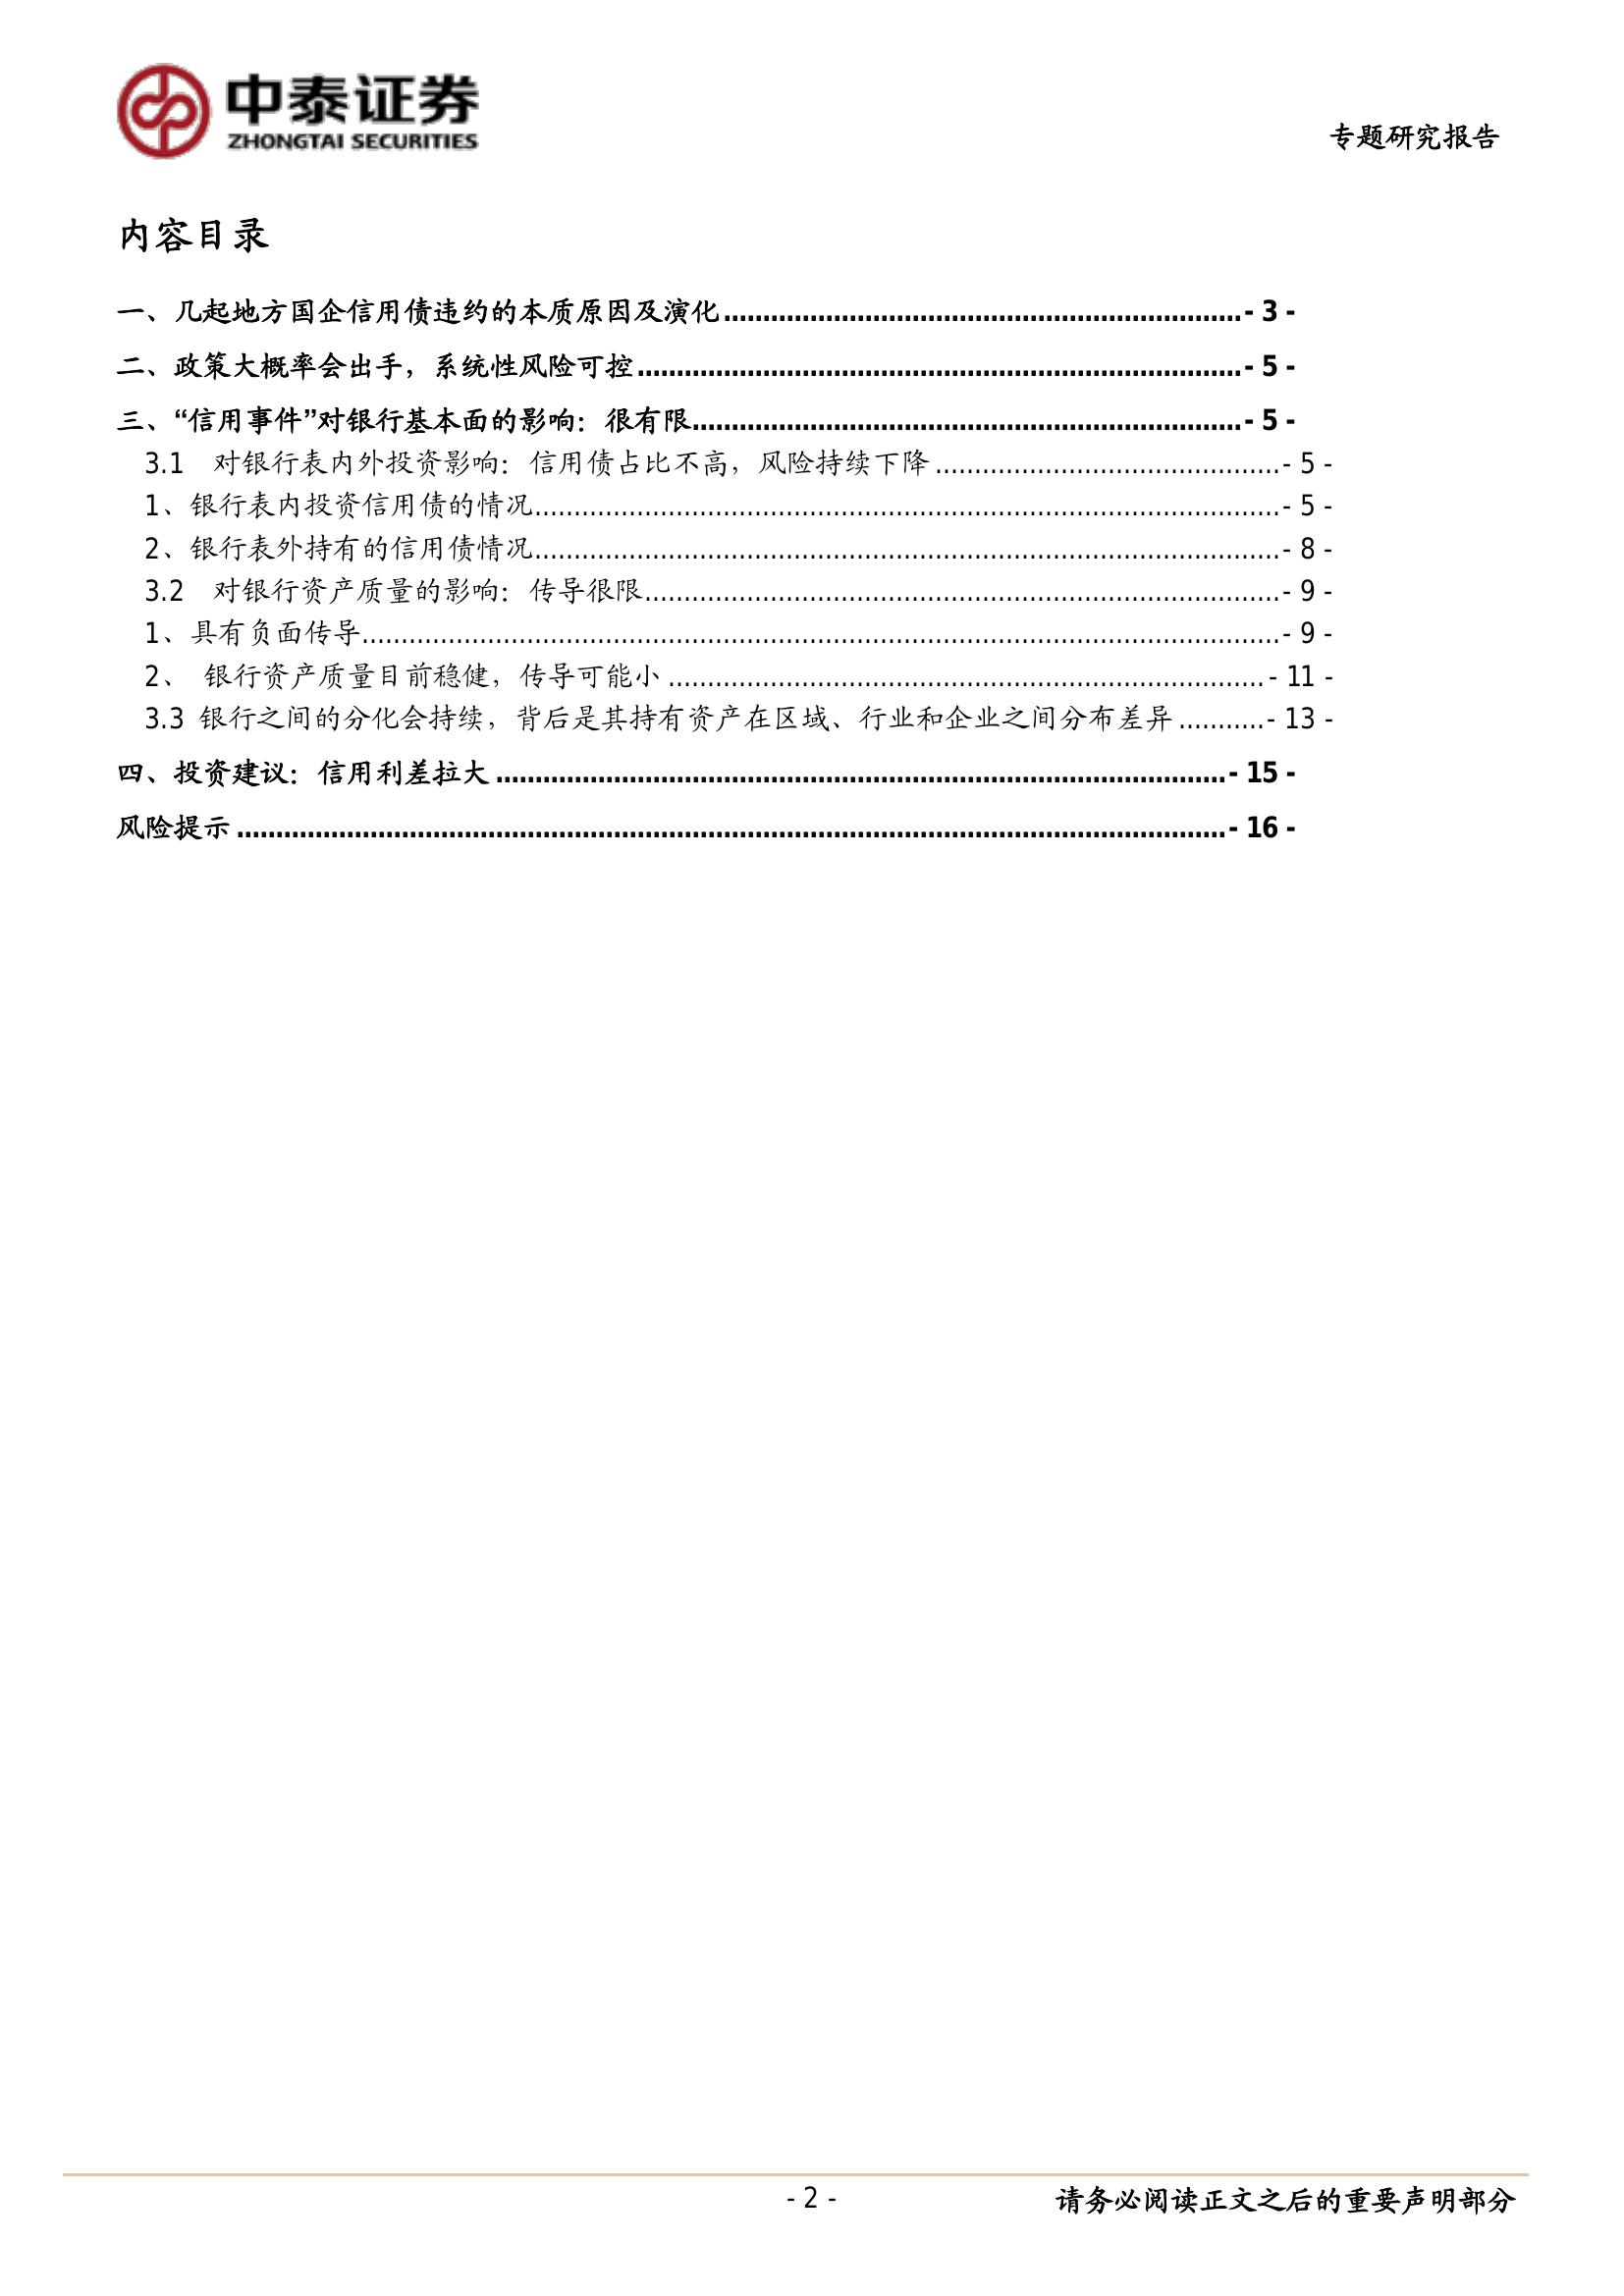 中泰证券
ZHONGTAI SECURITIES
专题研究报告
内容目录
一、几起地方国企信用债违约的本质原因及演化..................................................................- 3 -
二、政策大概率会出手，系统性风险可控.............................................................................- 5 -
三、“信用事件”对银行基本面的影响：很有限......................................................................- 5 -
3.1 对银行表内外投资影响：信用债占比不高，风险持续下降............................................- 5 -
1、银行表内投资信用债的情况...............................................................................................- 5 -
2、银行表外持有的信用债情况...............................................................................................- 8 -
3.2 对银行资产质量的影响：传导很限.................................................................................- 9 -
1、具有负面传导.....................................................................................................................- 9 -
2、 银行资产质量目前稳健，传导可能小............................................................................- 11 -
3.3 银行之间的分化会持续，背后是其持有资产在区域、行业和企业之间分布差异...........- 13 -
四、投资建议：信用利差拉大.............................................................................................- 15 -
风险提示..............................................................................................................................- 16 -
- 2 -
请务必阅读正文之后的重要声明部分